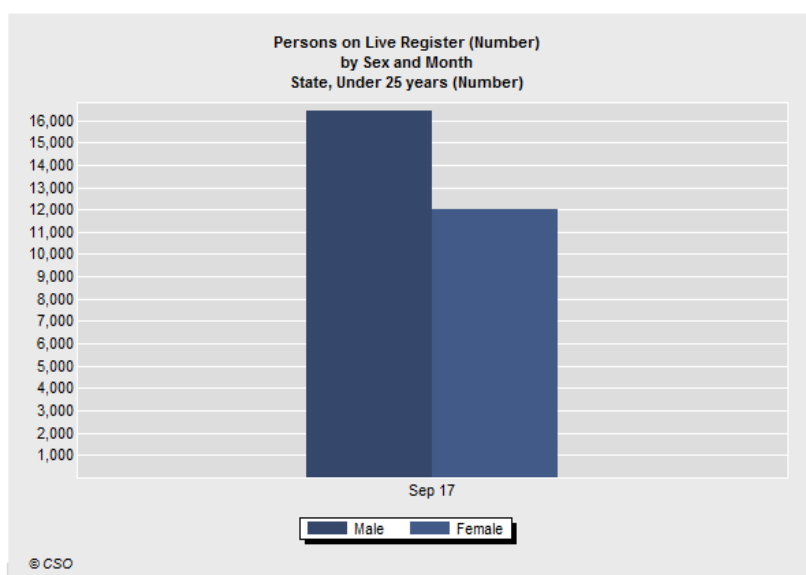 Persons on Live Register (Number)
by Sex and Month
State, Under 25 years (Number)
16,000
15,000
14,000
13,000
12,000
11,000
10,000
9,000
8,000
7,000
6,000
5,000
4,000
3,000
2,000
1,000
Sep 17
Male Female
© CSO